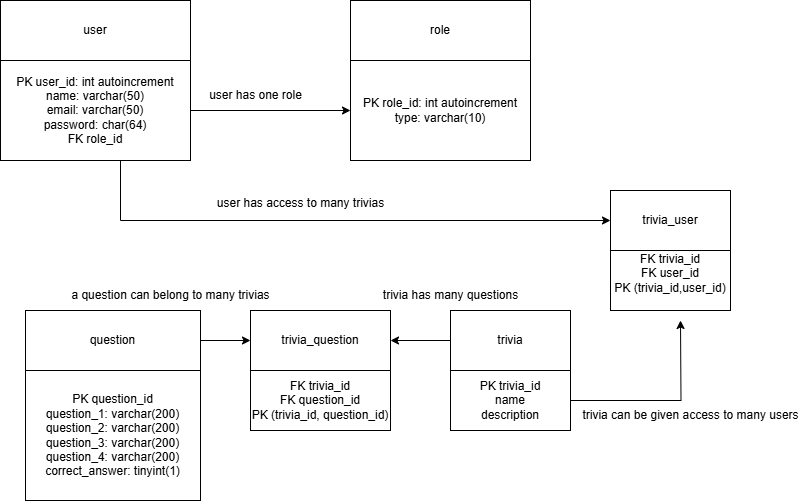 user
PK user_id: int autoincrement
name: varchar(50)
email: varchar(50)
password: char(64)
FK role_id
user has one role
role
PK role_id: int autoincrement
type: varchar(10)
user has access to many trivias
trivia_user
FK trivia_id
FK user_id
PK (trivia_id,user_id)
a question can belong to many trivias
trivia has many questions
question
PK question_id
question_1: varchar(200)
question_2: varchar(200)
question_3: varchar(200)
question_4: varchar(200)
correct_answer: tinyint(1)
trivia_question
FK trivia_id
FK question_id
PK (trivia_id, question_id)
trivia
PK trivia_id
name
description
trivia can be given access to many users